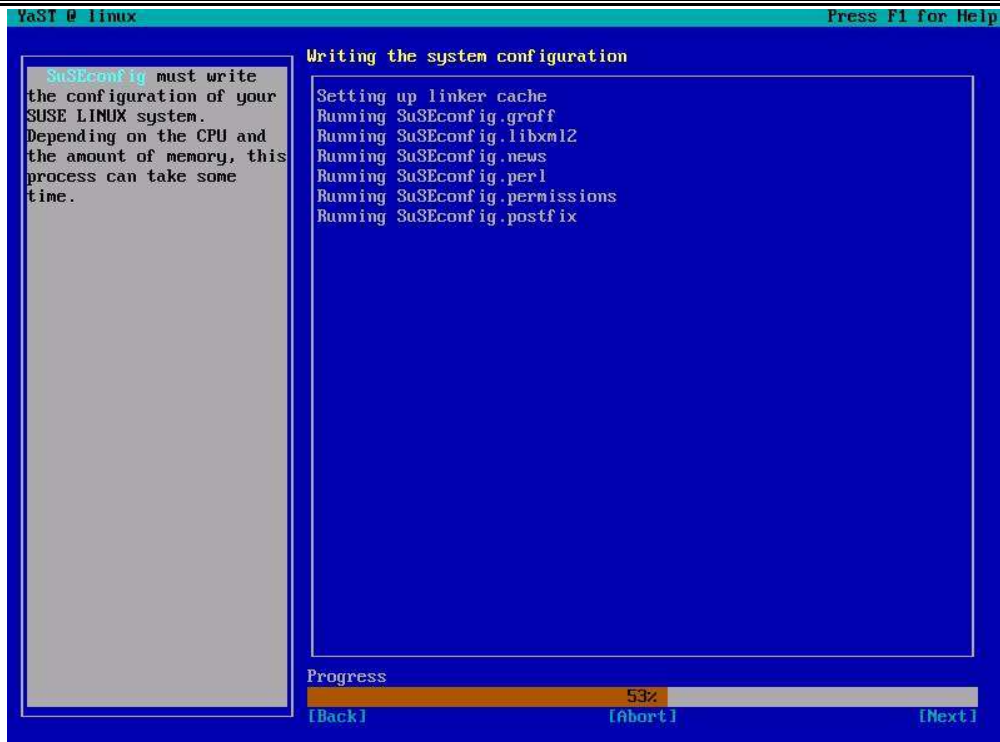 YaST @ linux Press F1 for Help
SuSEconfig must write
the configuration of your
SUSE LINUX system.
Depending on the CPU and
the amount of memory, this
process can take some
time.
Writing the system configuration
Setting up linker cache
Running SuSEconfig.groff
Running SuSEconfig.libxml2
Running SuSEconfig.news
Running SuSEconfig.perl
Running SuSEconfig.permissions
Running SuSEconfig.postfix
Progress
53%
[Back] [Abort] [Next]